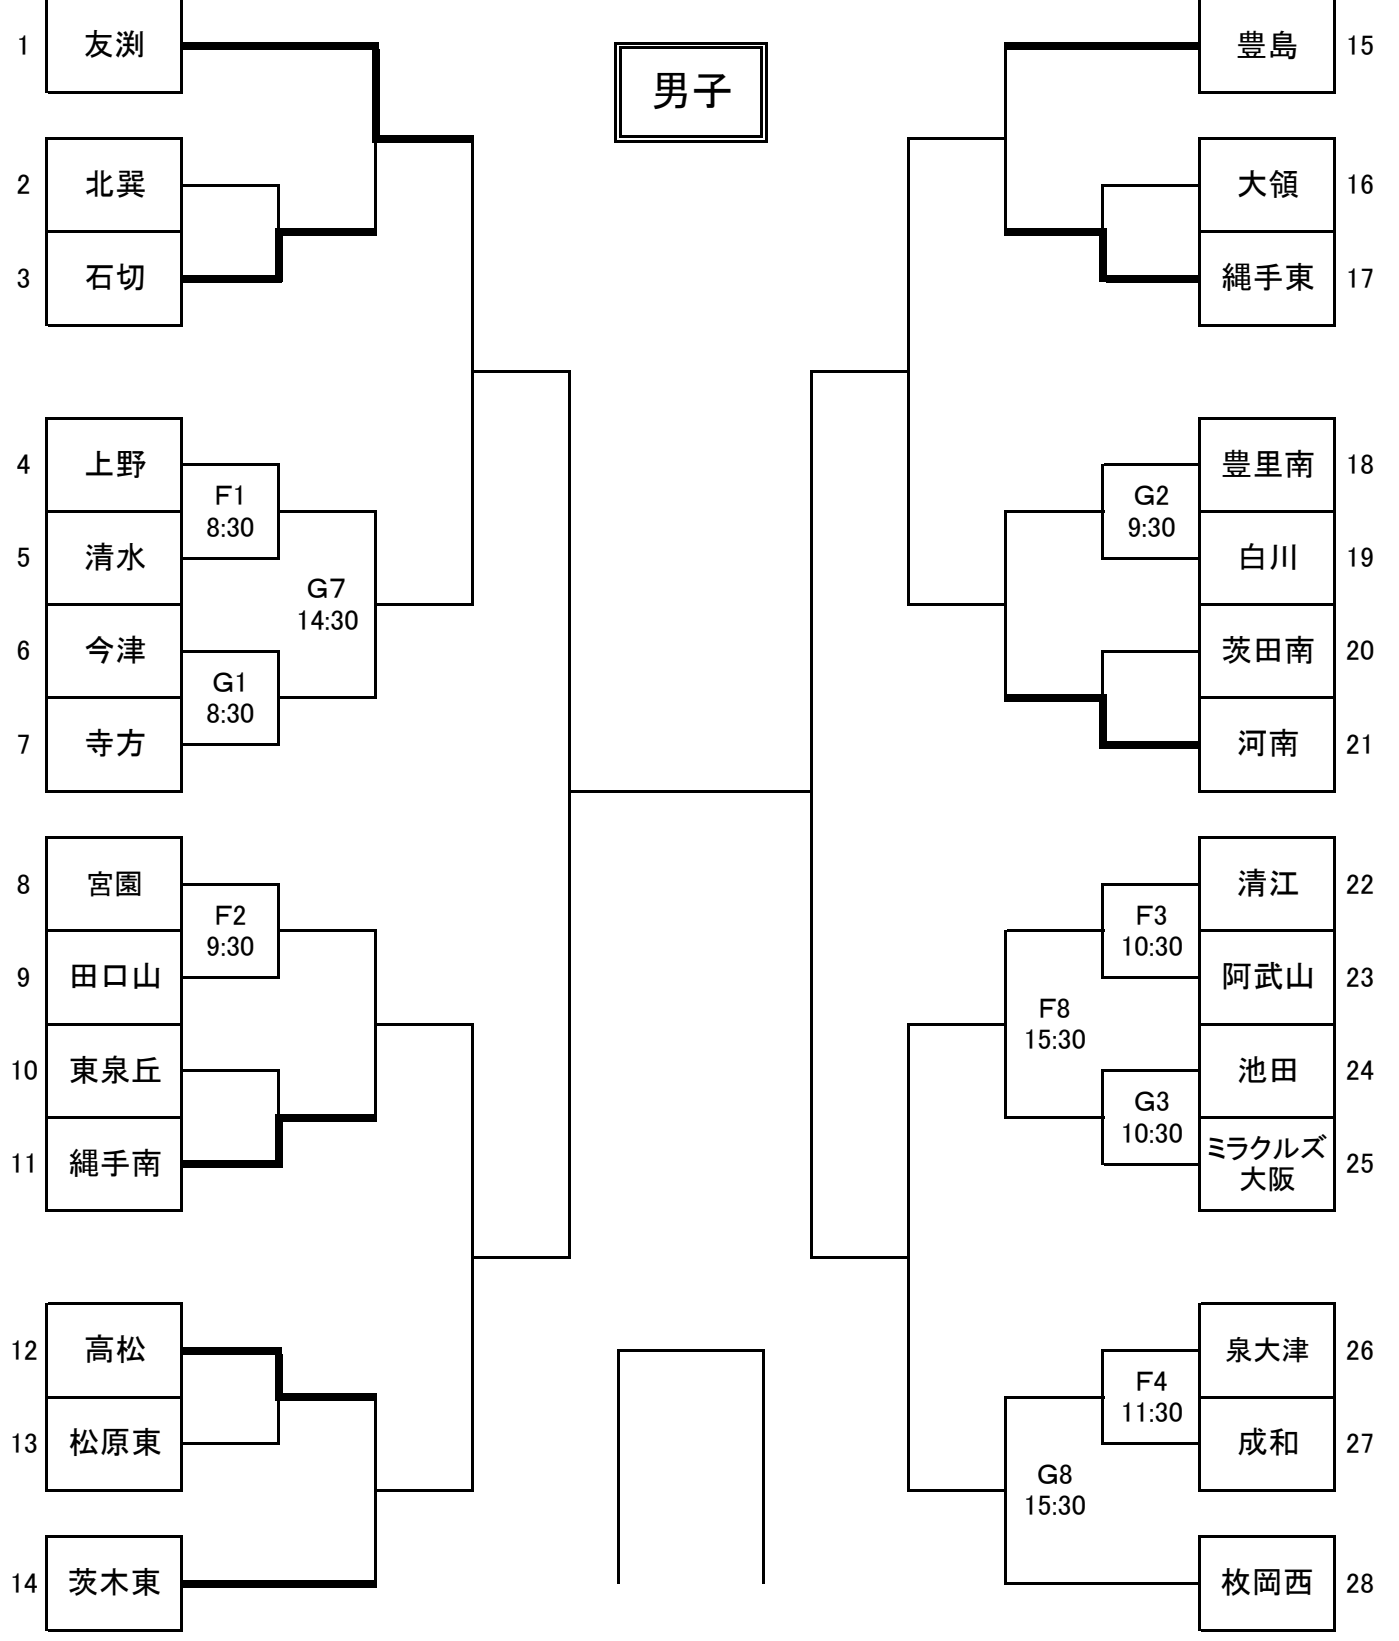 男子
1 友渕
2 北巽
3 石切
4 上野
F1
8:30
5 清水
G7
14:30
6 今津
G1
8:30
7 寺方
8 宮園
F2
9:30
9 田口山
10 東泉丘
11 縄手南
12 高松
13 松原東
14 茨木東
豊島 15
大領 16
縄手東 17
豊里南 18
G2
9:30
白川 19
茨田南 20
河南 21
清江 22
F3
10:30
阿武山 23
F8
15:30
池田 24
G3
10:30
ミラクルズ
大阪 25
泉大津 26
F4
11:30
成和 27
G8
15:30
枚岡西 28